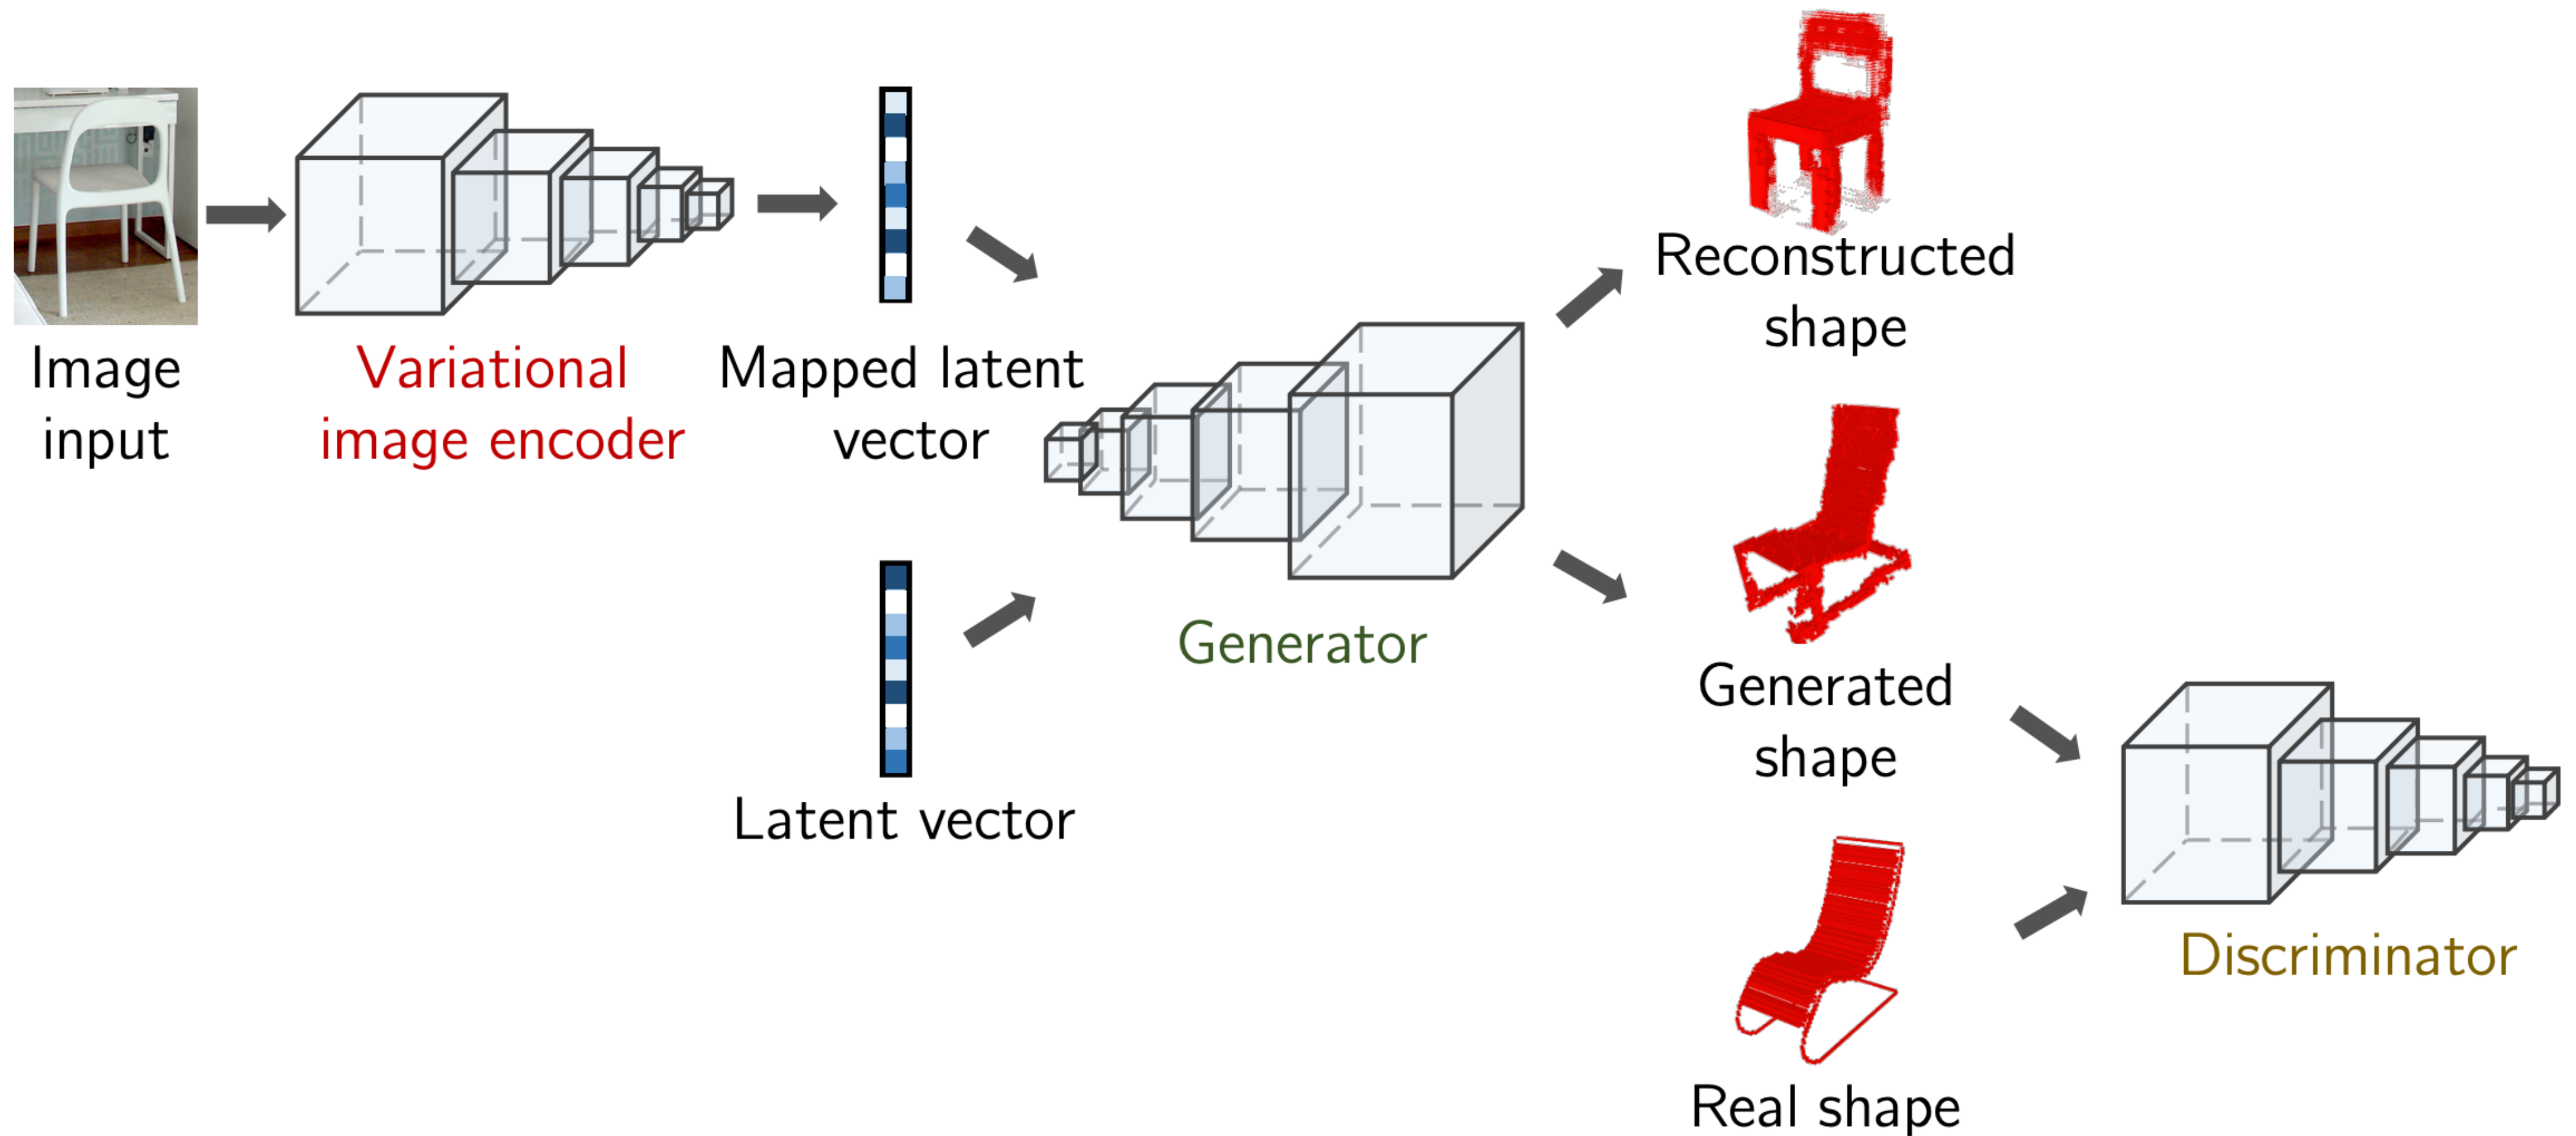 Image
input
Variational
image encoder
Mapped latent
vector
Latent vector
Generator
Reconstructed
shape
Generated
shape
Real shape
Discriminator